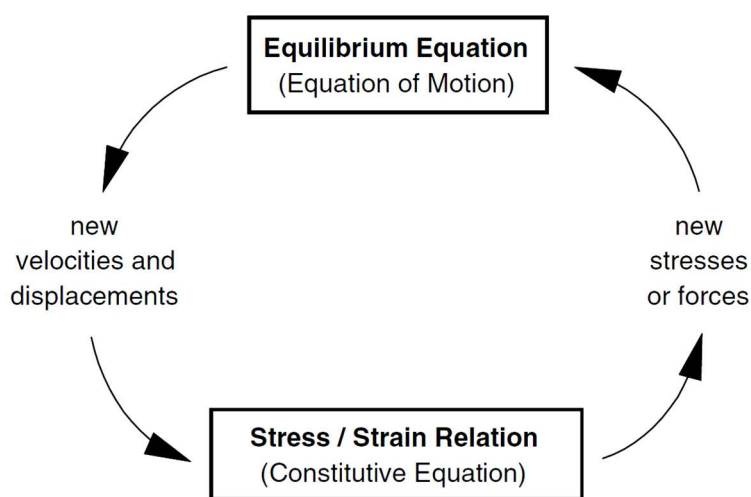 Equilibrium Equation
(Equation of Motion)
new
velocities and
displacements
new
stresses
or forces
Stress / Strain Relation
(Constitutive Equation)